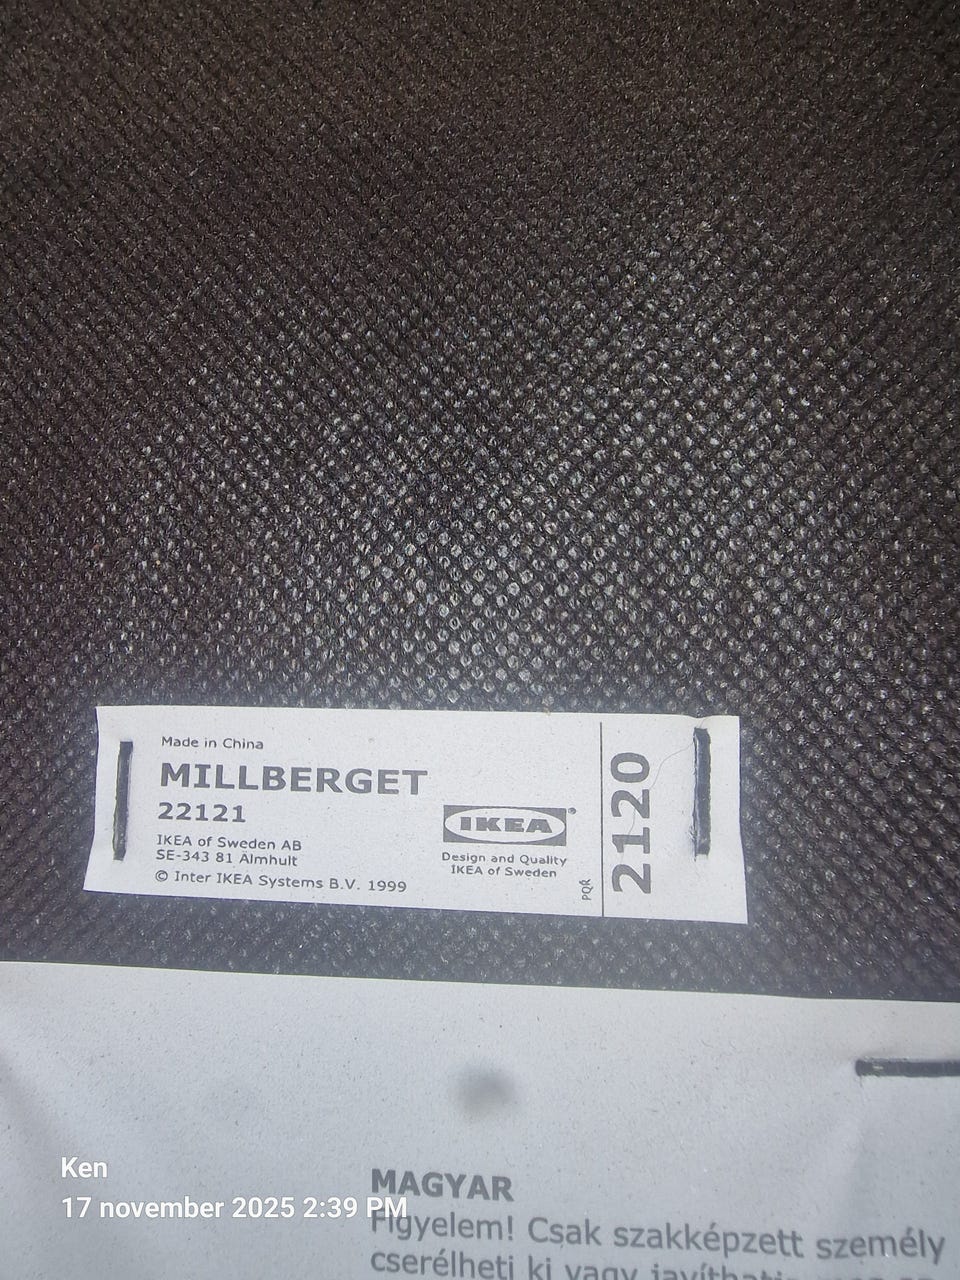 Made in China
MILLBERGET
22121
IKEA of Sweden AB
SE-343 81 Älmhult
© Inter IKEA Systems B.V. 1999
IKEA®
Design and Quality
IKEA of Sweden
PQR
2120
MAGYAR
Figyelem! Csak szakképzett személy
cserélheti ki vagy javíthatja
Ken
17 november 2025 2:39 PM